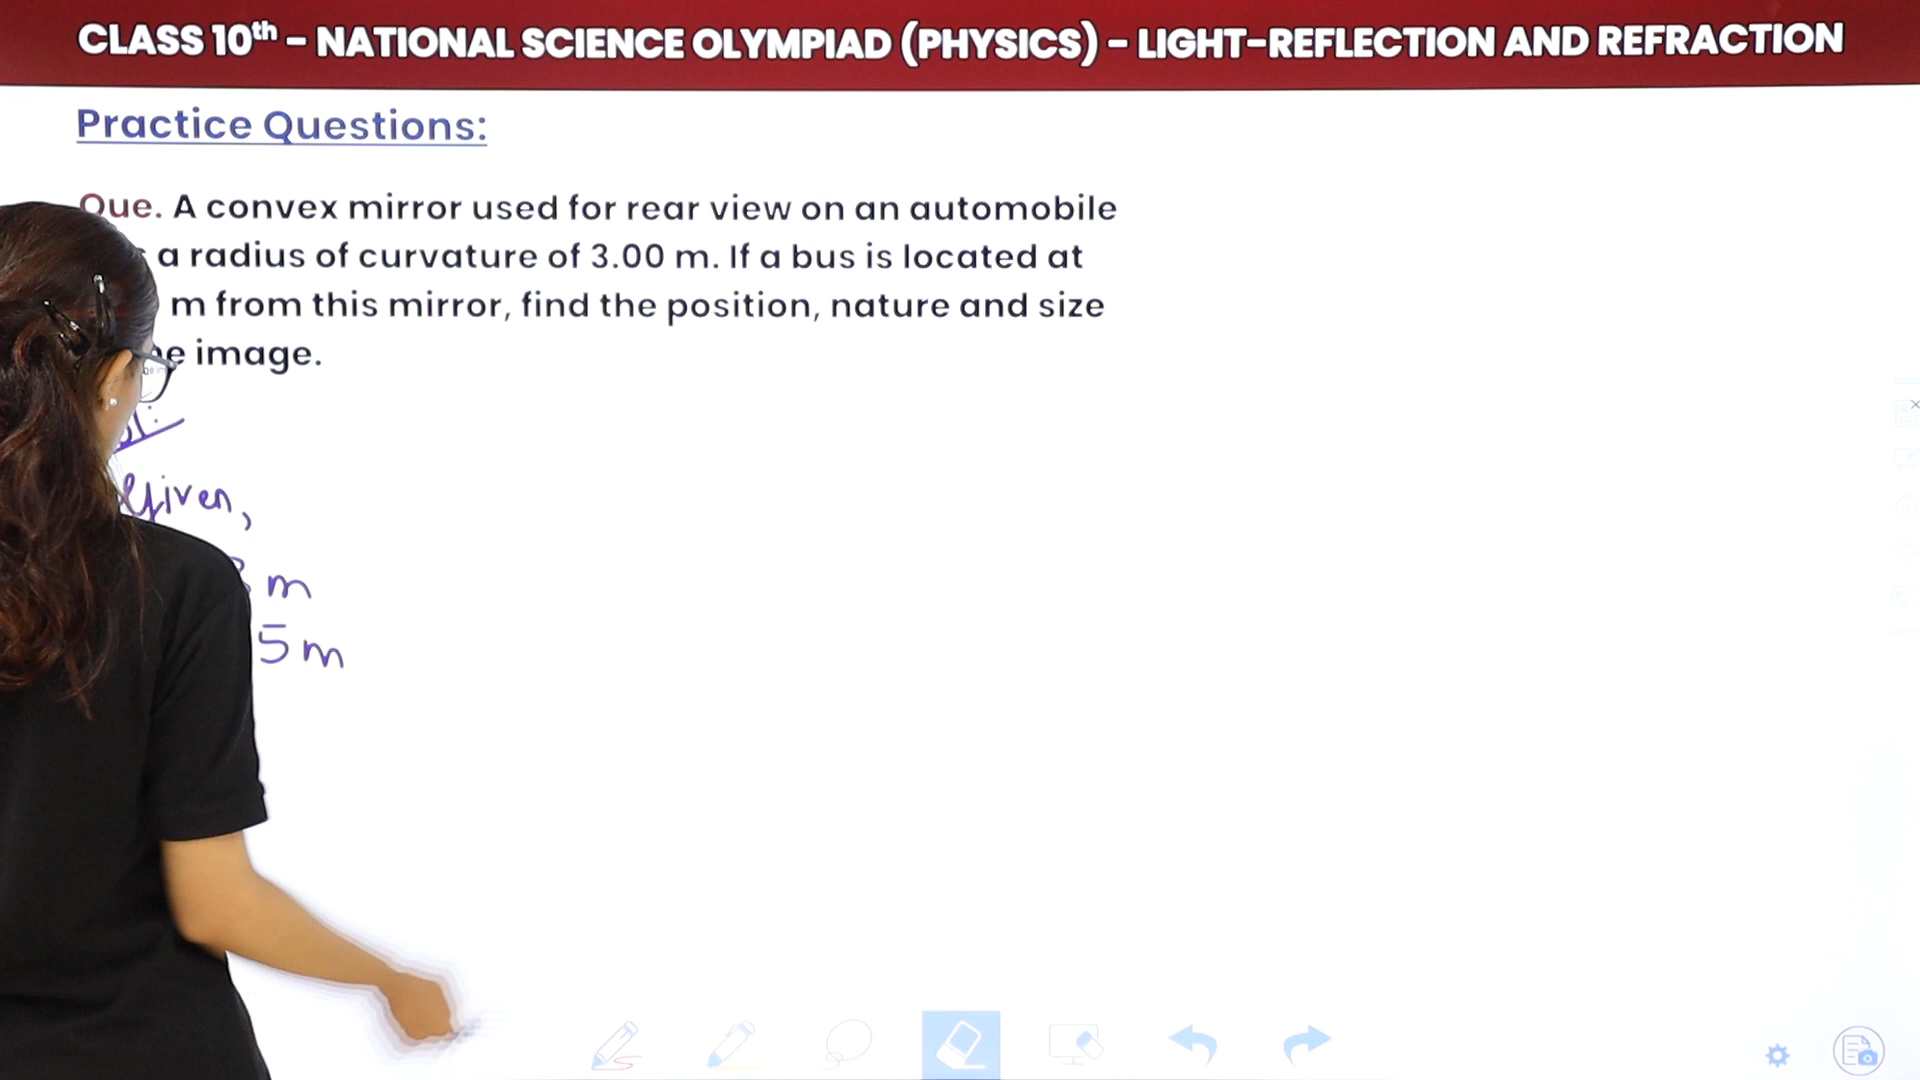 CLASS 10th - NATIONAL SCIENCE OLYMPIAD (PHYSICS) - LIGHT-REFLECTION AND REFRACTION
Practice Questions:
Que. A convex mirror used for rear view on an automobile
a radius of curvature of 3.00 m. If a bus is located at
m from this mirror, find the position, nature and size
image.
Given,
m
5 m